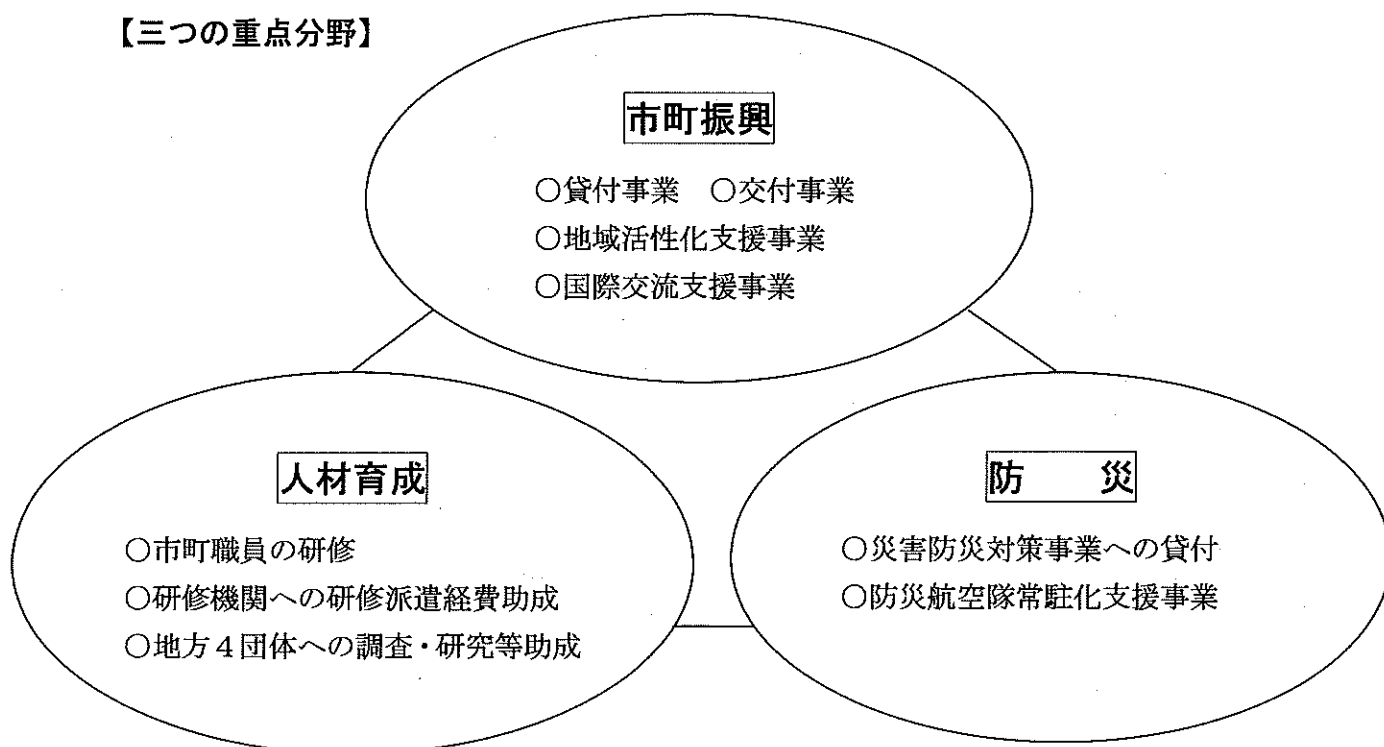 【三つの重点分野】
市町振興
○貸付事業　○交付事業
○地域活性化支援事業
○国際交流支援事業
人材育成
○市町職員の研修
○研修機関への研修派遣経費助成
○地方４団体への調査・研究等助成
防　　災
○災害防災対策事業への貸付
○防災航空隊常駐化支援事業